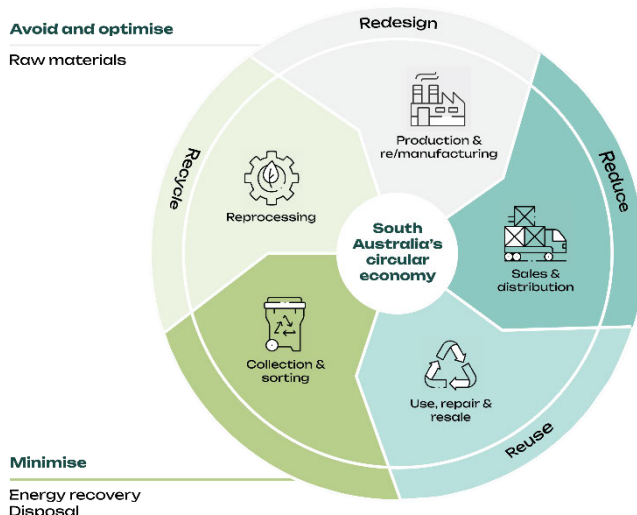 Avoid and optimise
Raw materials
Redesign
Production &
re/manufacturing
Reduce
Sales &
distribution
Reuse
Use, repair &
resale
Collection &
sorting
Recycle
Reprocessing
South
Australia's
circular
economy
Minimise
Energy recovery
Disposal